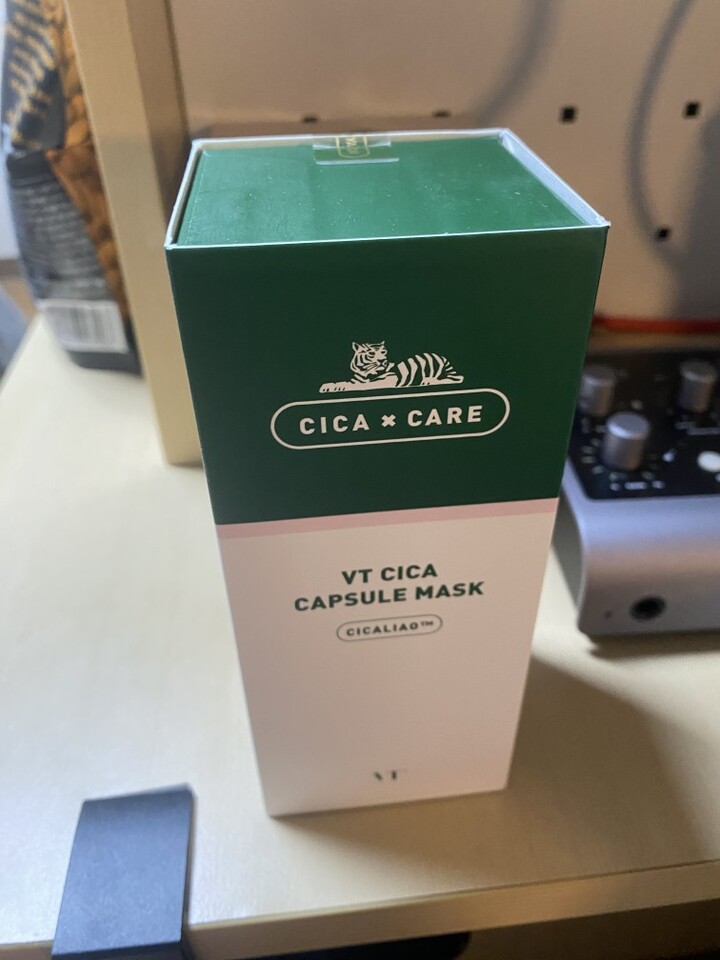 CICA × CARE
VT CICA
CAPSULE MASK
CICALIAO™
VT